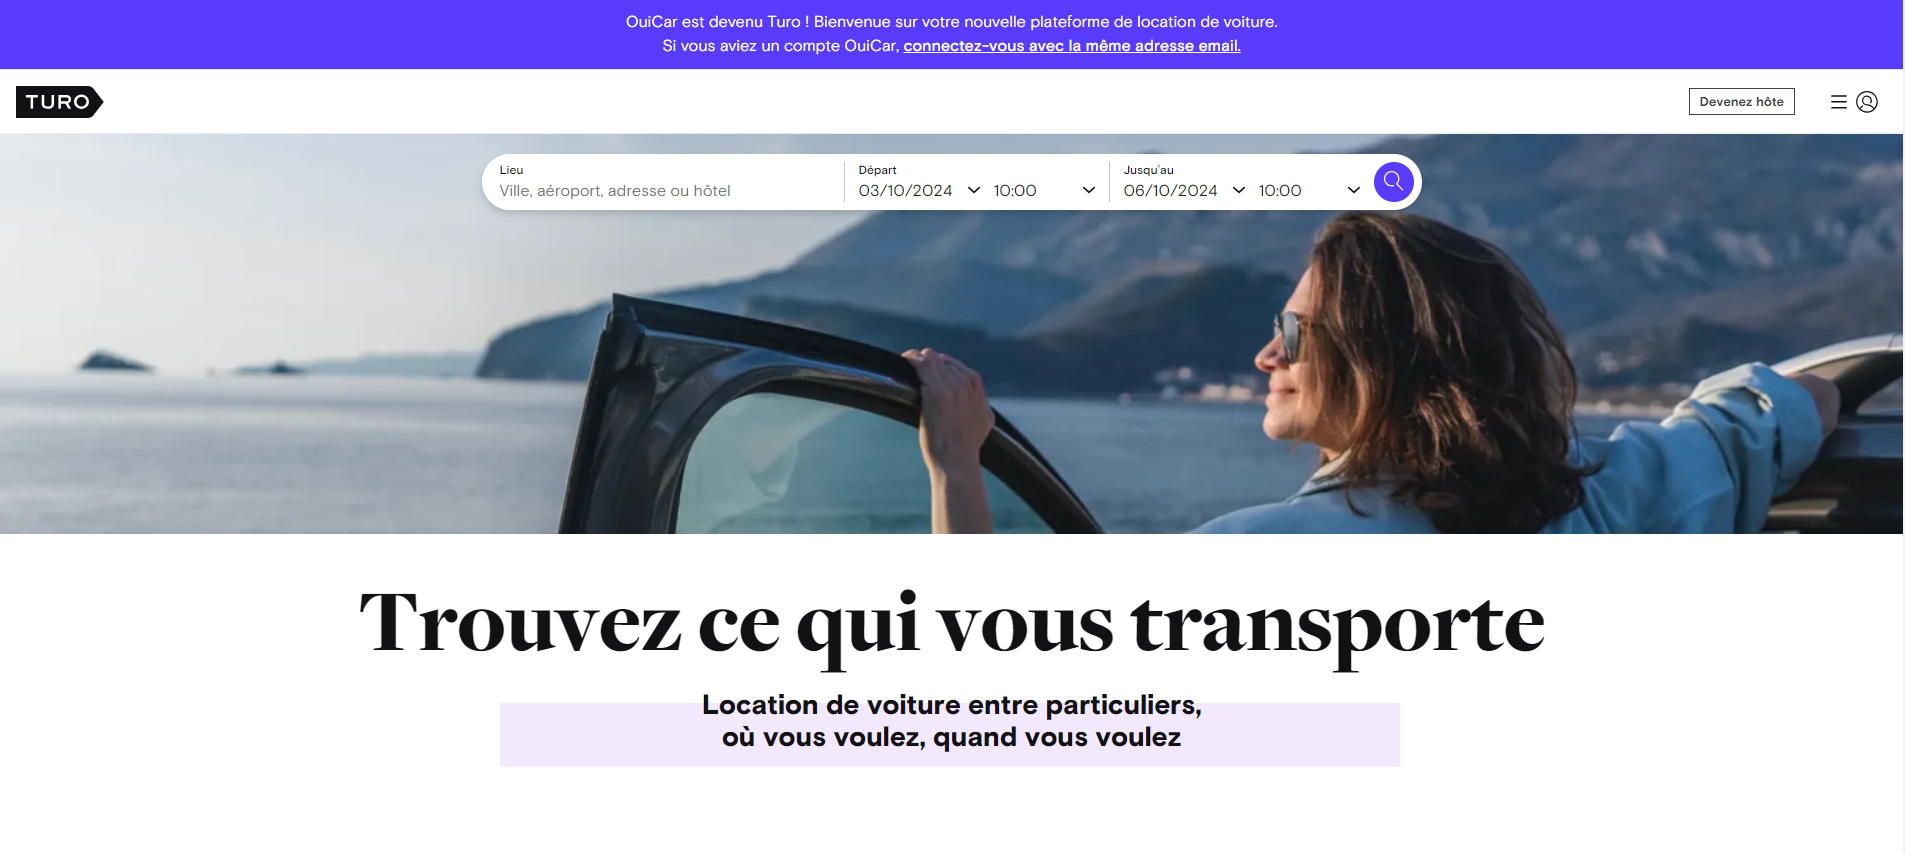 OuiCar est devenu Turo ! Bienvenue sur votre nouvelle plateforme de location de voiture.
Si vous aviez un compte OuiCar, connectez-vous avec la même adresse email.
TURO
Devenez hôte
Lieu
Ville, aéroport, adresse ou hôtel
Départ
03/10/2024 10:00
Jusqu'au
06/10/2024 10:00
Trouvez ce qui vous transporte
Location de voiture entre particuliers,
où vous voulez, quand vous voulez